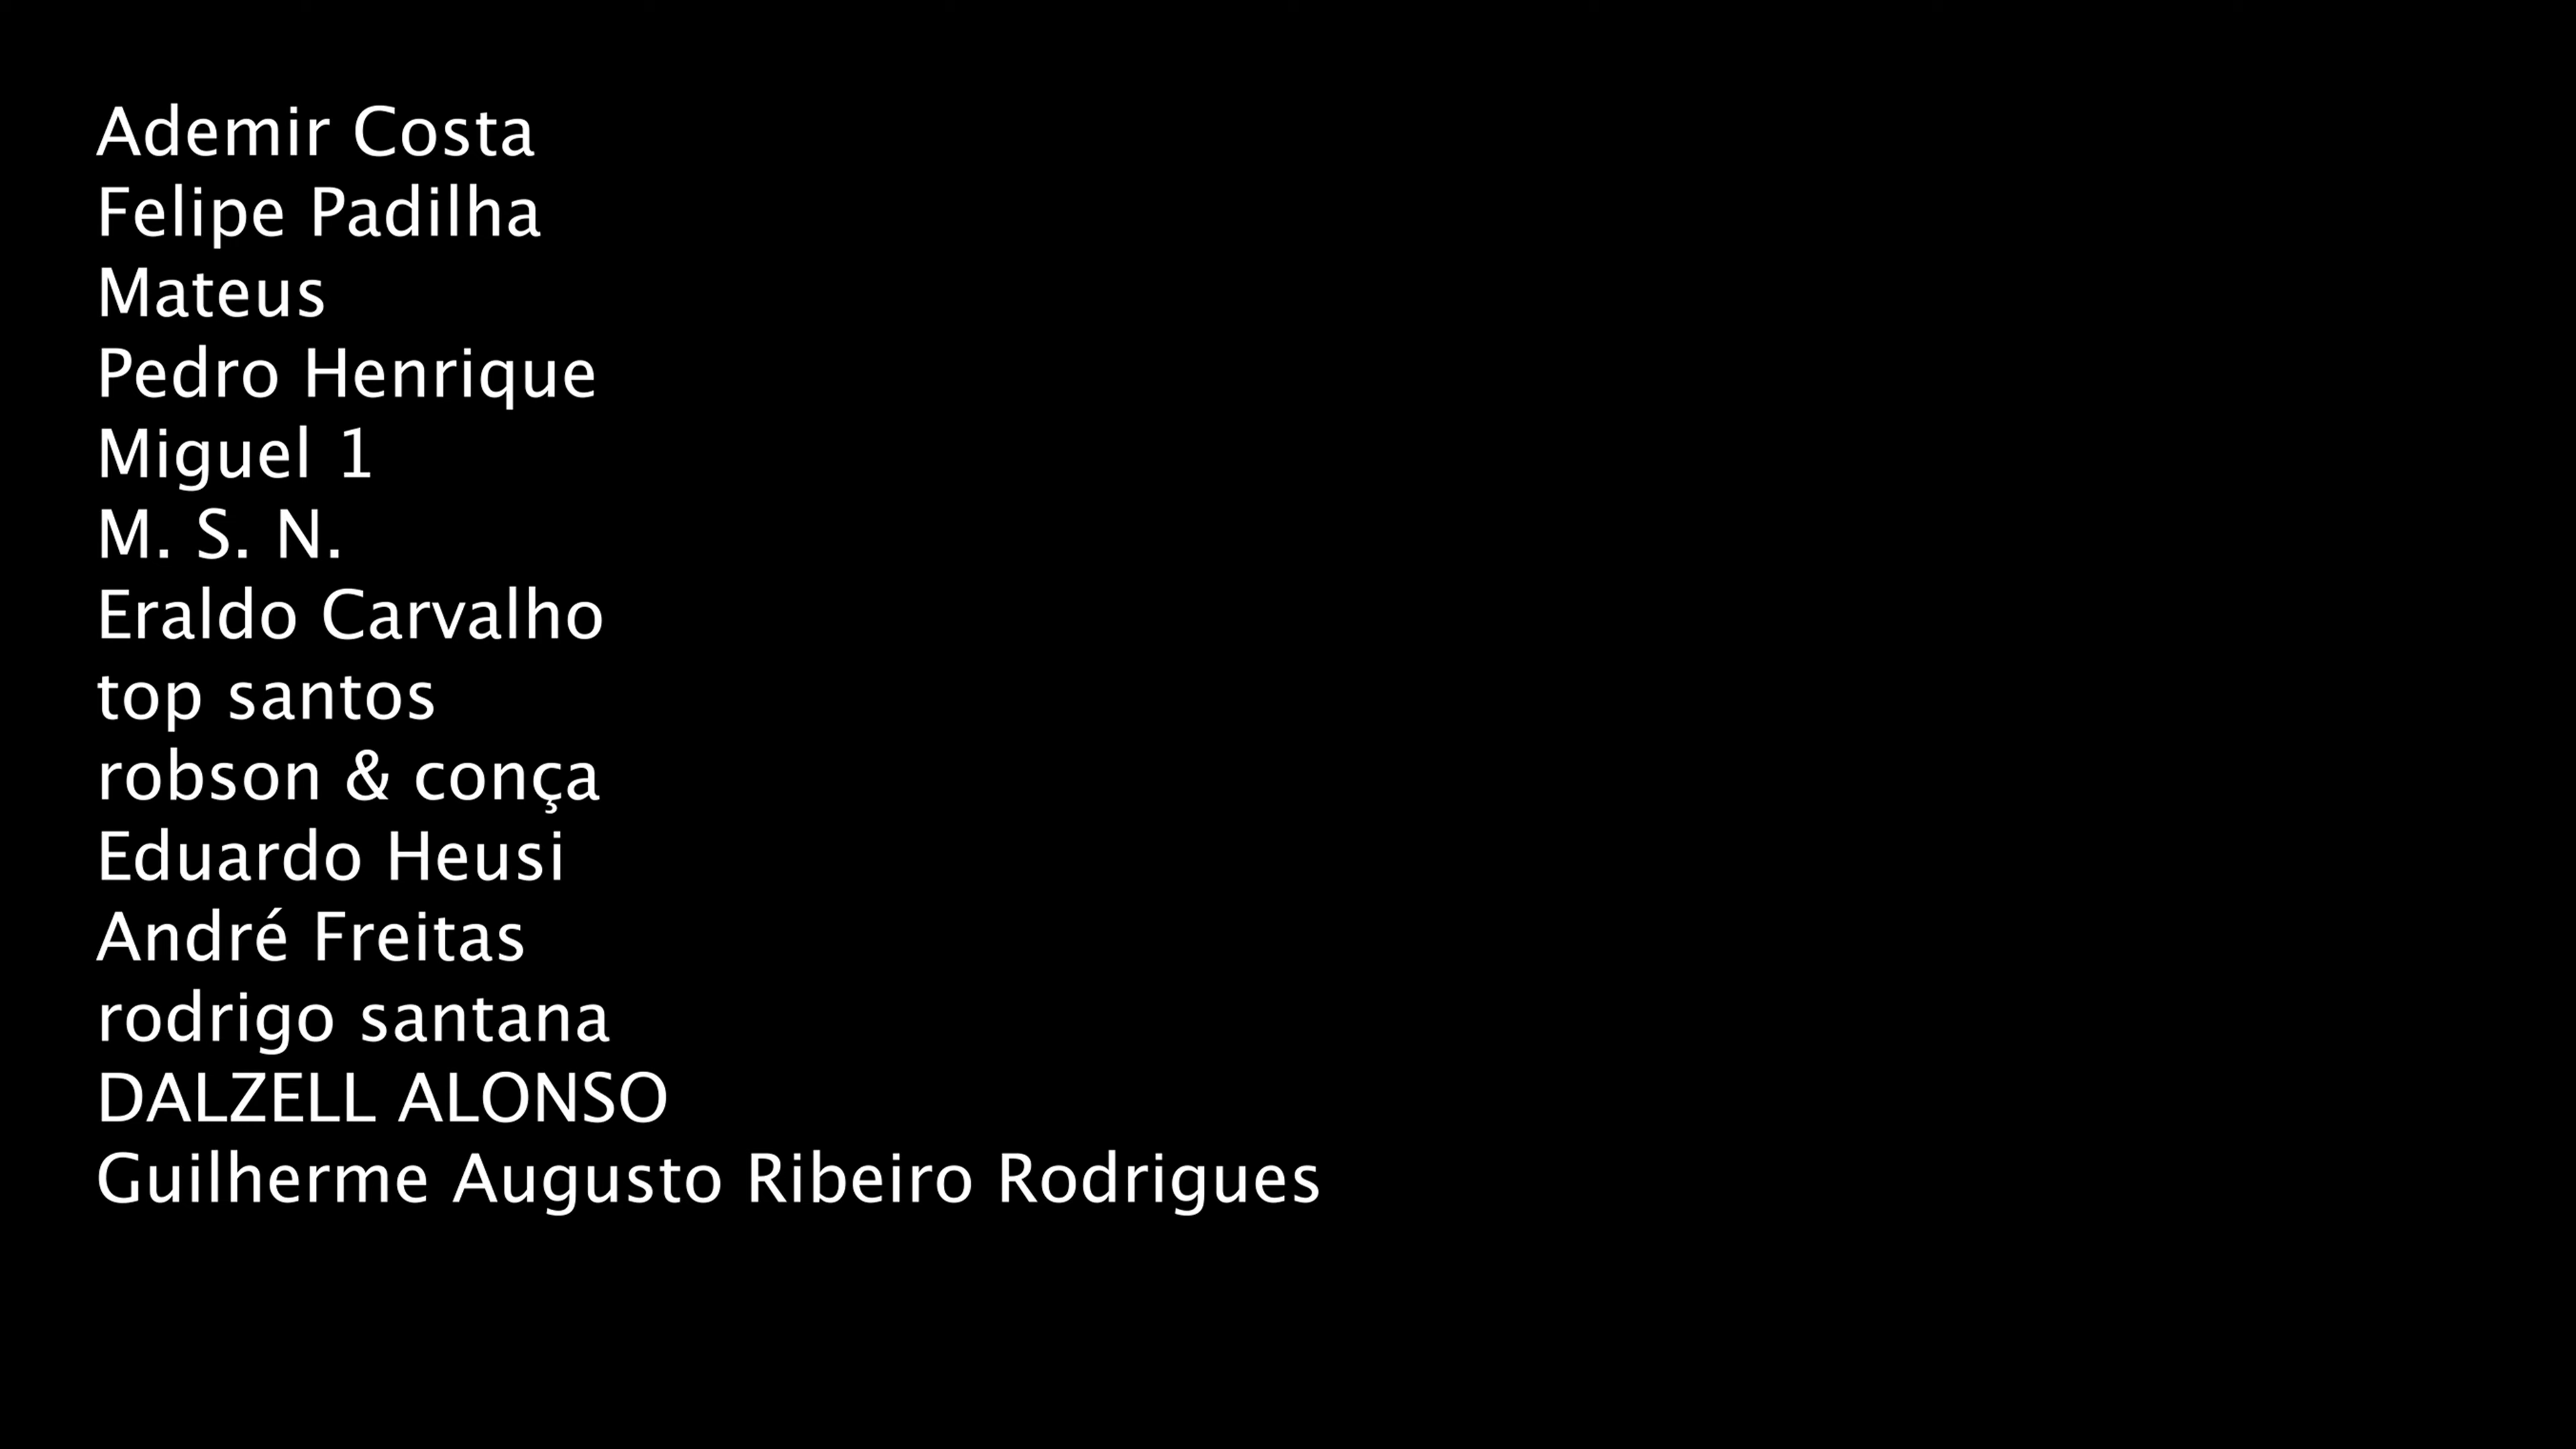 Ademir Costa
Felipe Padilha
Mateus
Pedro Henrique
Miguel 1
M. S. N.
Eraldo Carvalho
top santos
robson & conça
Eduardo Heusi
André Freitas
rodrigo santana
DALZELL ALONSO
Guilherme Augusto Ribeiro Rodrigues